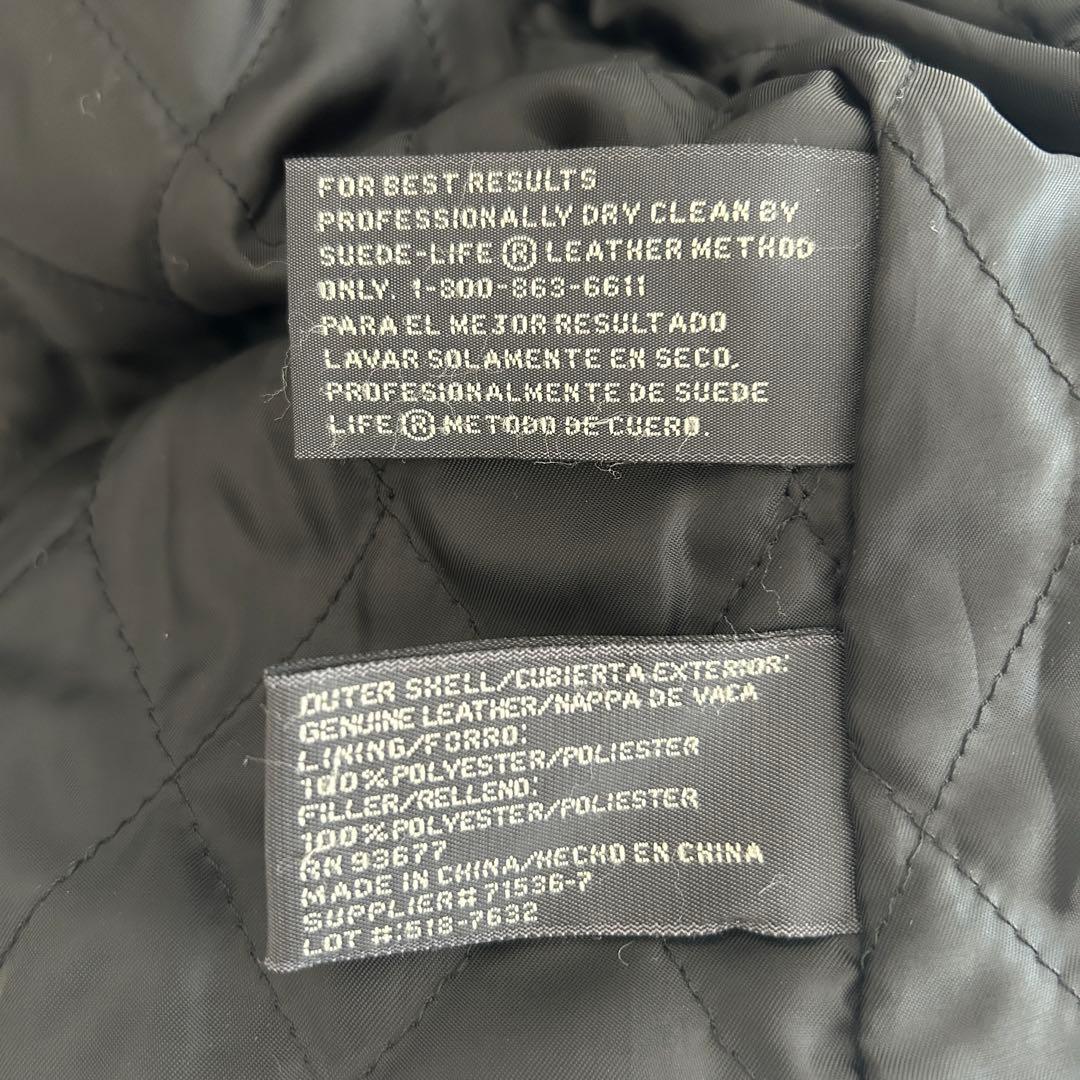 FOR BEST RESULTS
PROFESSIONALLY DRY CLEAN BY
SUEDE-LIFE ® LEATHER METHOD
ONLY. 1-800-863-6611
PARA EL MEJOR RESULTADO
LAVAR SOLAMENTE EN SECO,
PROFESIONALMENTE DE SUEDE
LIFE ® METODO DE CUERO.
OUTER SHELL/CUBIERTA EXTERIOR:
GENUINE LEATHER/NAPPA DE VACA
LINING/FORRO:
100% POLYESTER/POLIESTER
FILLER/RELLENO:
100% POLYESTER/POLIESTER
RN 93677
MADE IN CHINA/HECHO EN CHINA
SUPPLIER# 71536-7
LOT #:618-7632